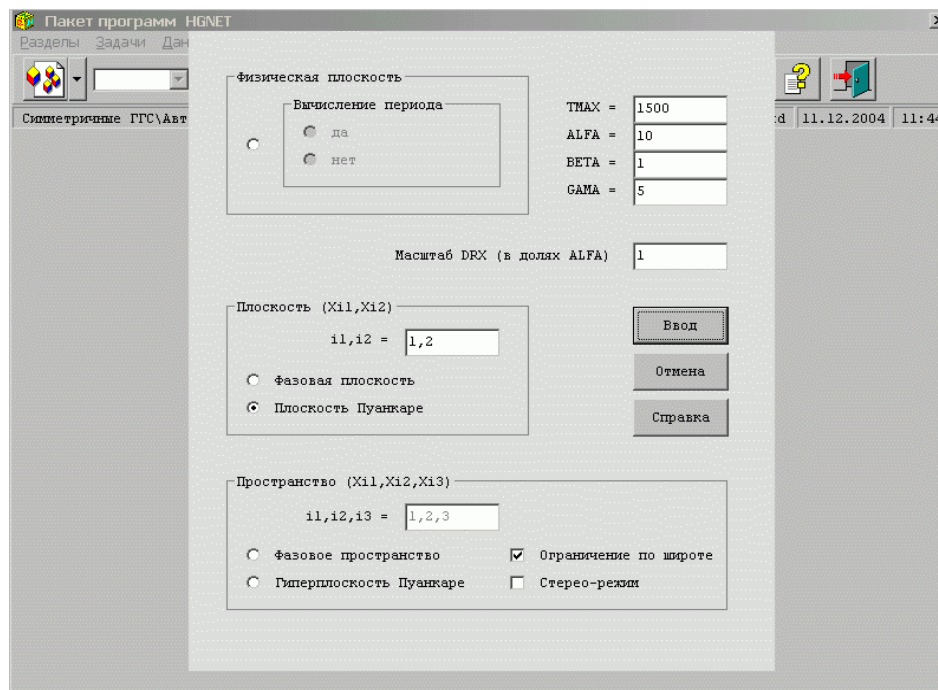 Пакет программ HGNET
Разделы Задачи Дан
Симметричные ГГС\Авт
d 11.12.2004 11:44
Физическая плоскость
Вычисление периода
да
нет
TMAX = 1500
ALFA = 10
BETA = 1
GAMA = 5
Масштаб DRX (в долях ALFA) 1
Плоскость (Xi1,Xi2)
i1,i2 = 1,2
Фазовая плоскость
Плоскость Пуанкаре
Ввод
Отмена
Справка
Пространство (Xi1,Xi2,Xi3)
i1,i2,i3 = 1,2,3
Фазовое пространство
Ограничение по широте
Гиперплоскость Пуанкаре
Стерео-режим